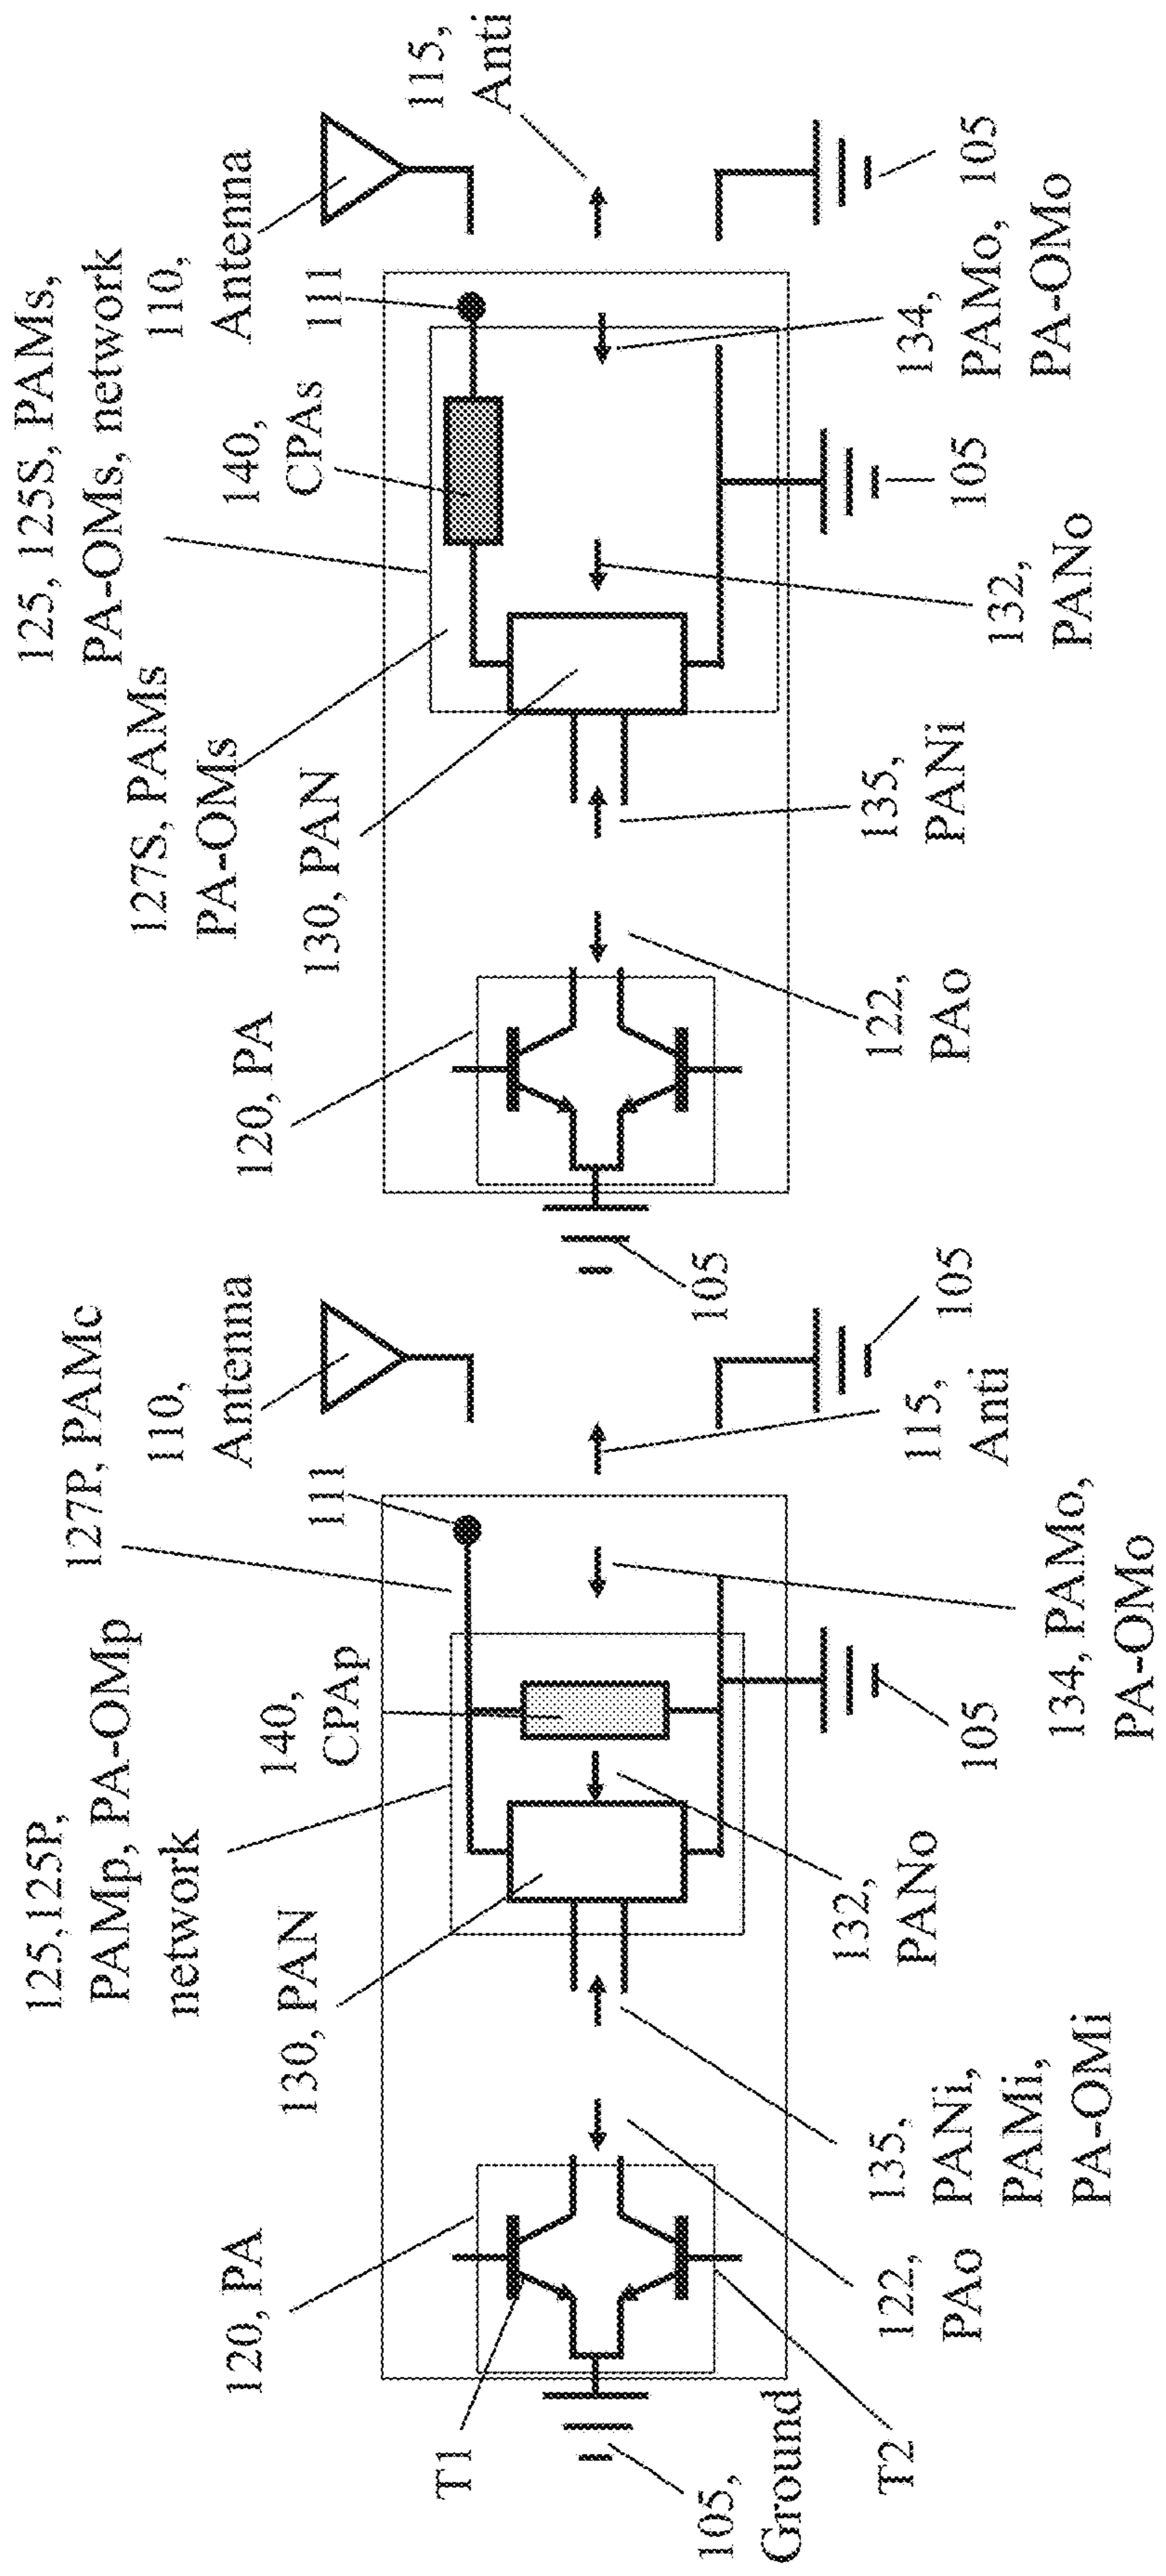 125,125P,
PAMp, PA-OMp
network
127P, PAMc
110,
Antenna
120, PA
130, PAN
140,
CPAp
111
T1
105,
Ground
T2
122,
PAo
135,
PANi,
PAMi,
PA-OMi
132,
PANo
105
134, PAMo,
PA-OMo
115,
Anti
105
125, 125S, PAMs,
PA-OMs, network
127S, PAMs
PA-OMs
110,
Antenna
115,
Anti
120, PA
130, PAN
140,
CPAs
111
105
122,
PAo
135,
PANi
132,
PANo
105
134,
PAMo,
PA-OMo
105